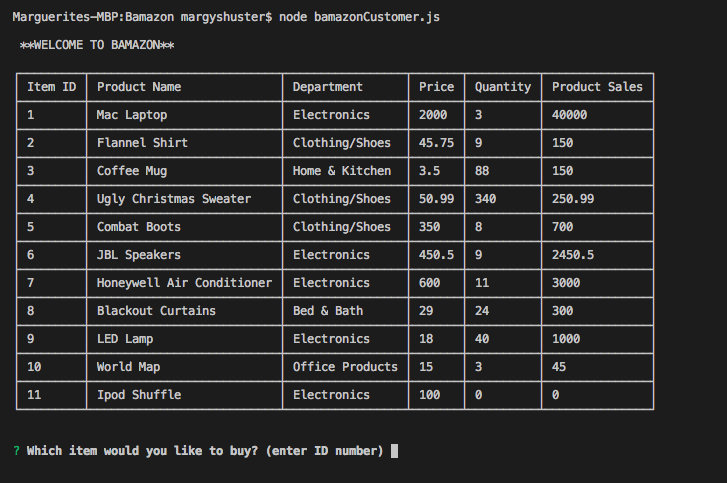 Marguerites-MBP:Bamazon margyshuster$ node bamazonCustomer.js
**WELCOME TO BAMAZON**
Item ID Product Name Department Price Quantity Product Sales
1 Mac Laptop Electronics 2000 3 40000
2 Flannel Shirt Clothing/Shoes 45.75 9 150
3 Coffee Mug Home & Kitchen 3.5 88 150
4 Ugly Christmas Sweater Clothing/Shoes 50.99 340 250.99
5 Combat Boots Clothing/Shoes 350 8 700
6 JBL Speakers Electronics 450.5 9 2450.5
7 Honeywell Air Conditioner Electronics 600 11 3000
8 Blackout Curtains Bed & Bath 29 24 300
9 LED Lamp Electronics 18 40 1000
10 World Map Office Products 15 3 45
11 Ipod Shuffle Electronics 100 0 0
? Which item would you like to buy? (enter ID number)